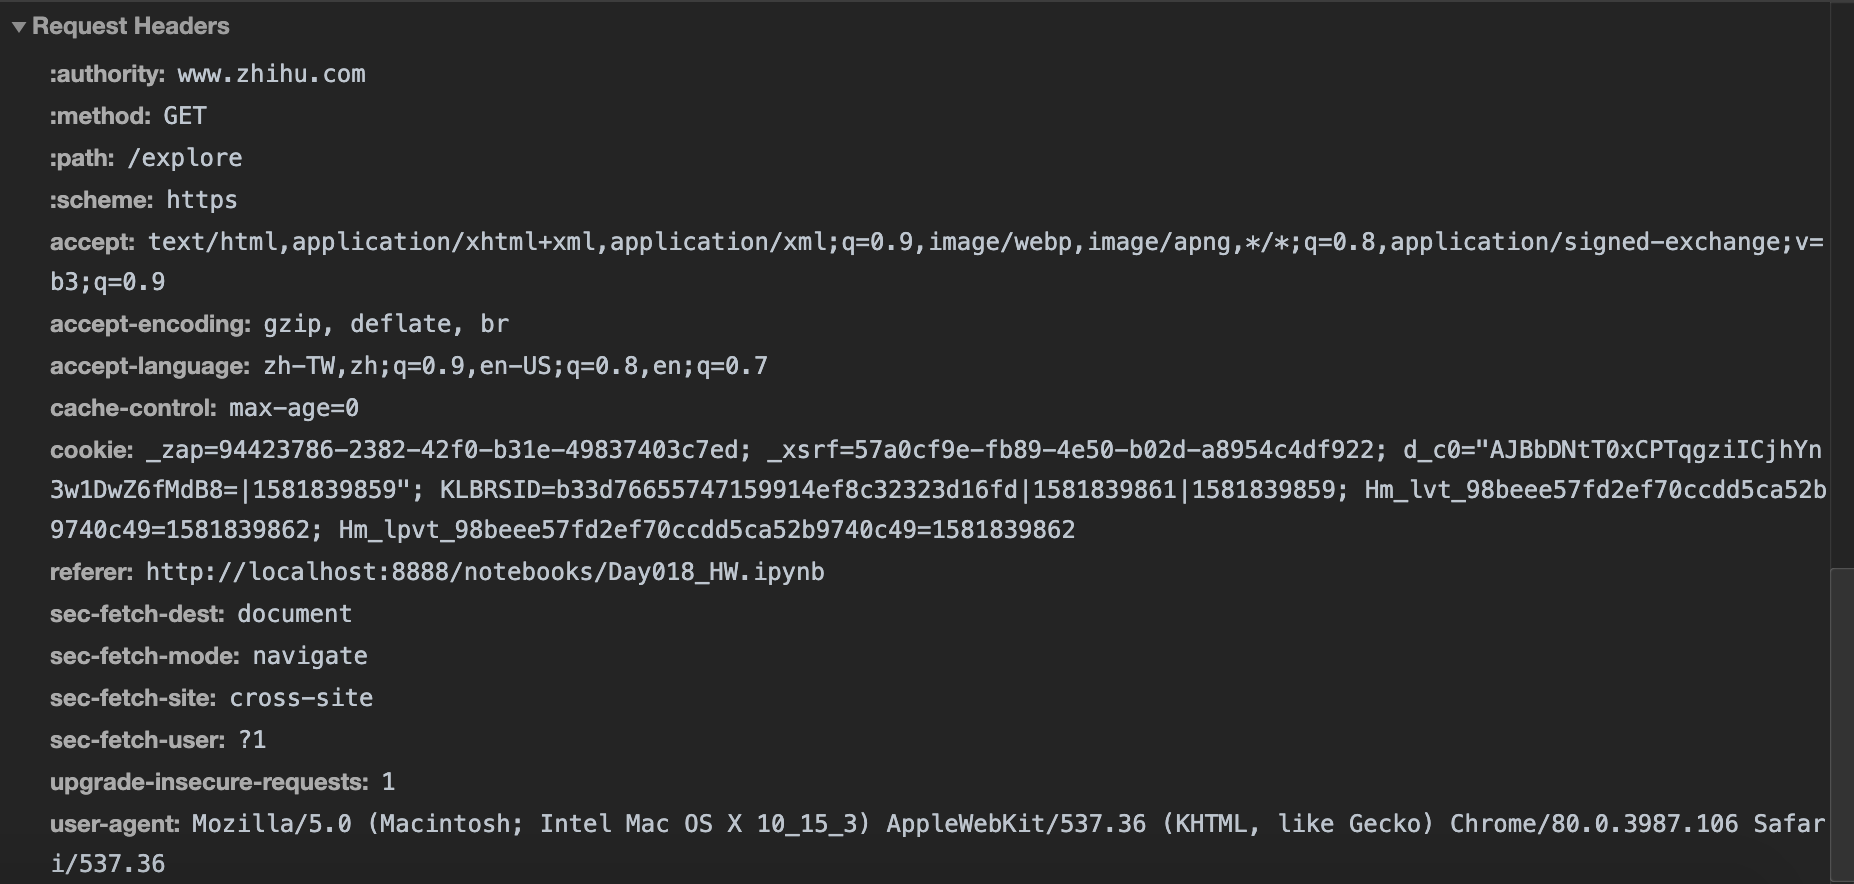 Request Headers
:authority: www.zhihu.com
:method: GET
:path: /explore
:scheme: https
accept: text/html,application/xhtml+xml,application/xml;q=0.9,image/webp,image/apng,*/*;q=0.8,application/signed-exchange;v=
b3;q=0.9
accept-encoding: gzip, deflate, br
accept-language: zh-TW,zh;q=0.9,en-US;q=0.8,en;q=0.7
cache-control: max-age=0
cookie: _zap=94423786-2382-42f0-b31e-49837403c7ed; _xsrf=57a0cf9e-fb89-4e50-b02d-a8954c4df922; d_c0="AJBbDNtT0xCPTqgziICjhYn
3w1DwZ6fMdB8=|1581839859"; KLBRSID=b33d76655747159914ef8c32323d16fd|1581839861|1581839859; Hm_lvt_98beee57fd2ef70ccdd5ca52b
9740c49=1581839862; Hm_lpvt_98beee57fd2ef70ccdd5ca52b9740c49=1581839862
referer: http://localhost:8888/notebooks/Day018_HW.ipynb
sec-fetch-dest: document
sec-fetch-mode: navigate
sec-fetch-site: cross-site
sec-fetch-user: ?1
upgrade-insecure-requests: 1
user-agent: Mozilla/5.0 (Macintosh; Intel Mac OS X 10_15_3) AppleWebKit/537.36 (KHTML, like Gecko) Chrome/80.0.3987.106 Safar
i/537.36